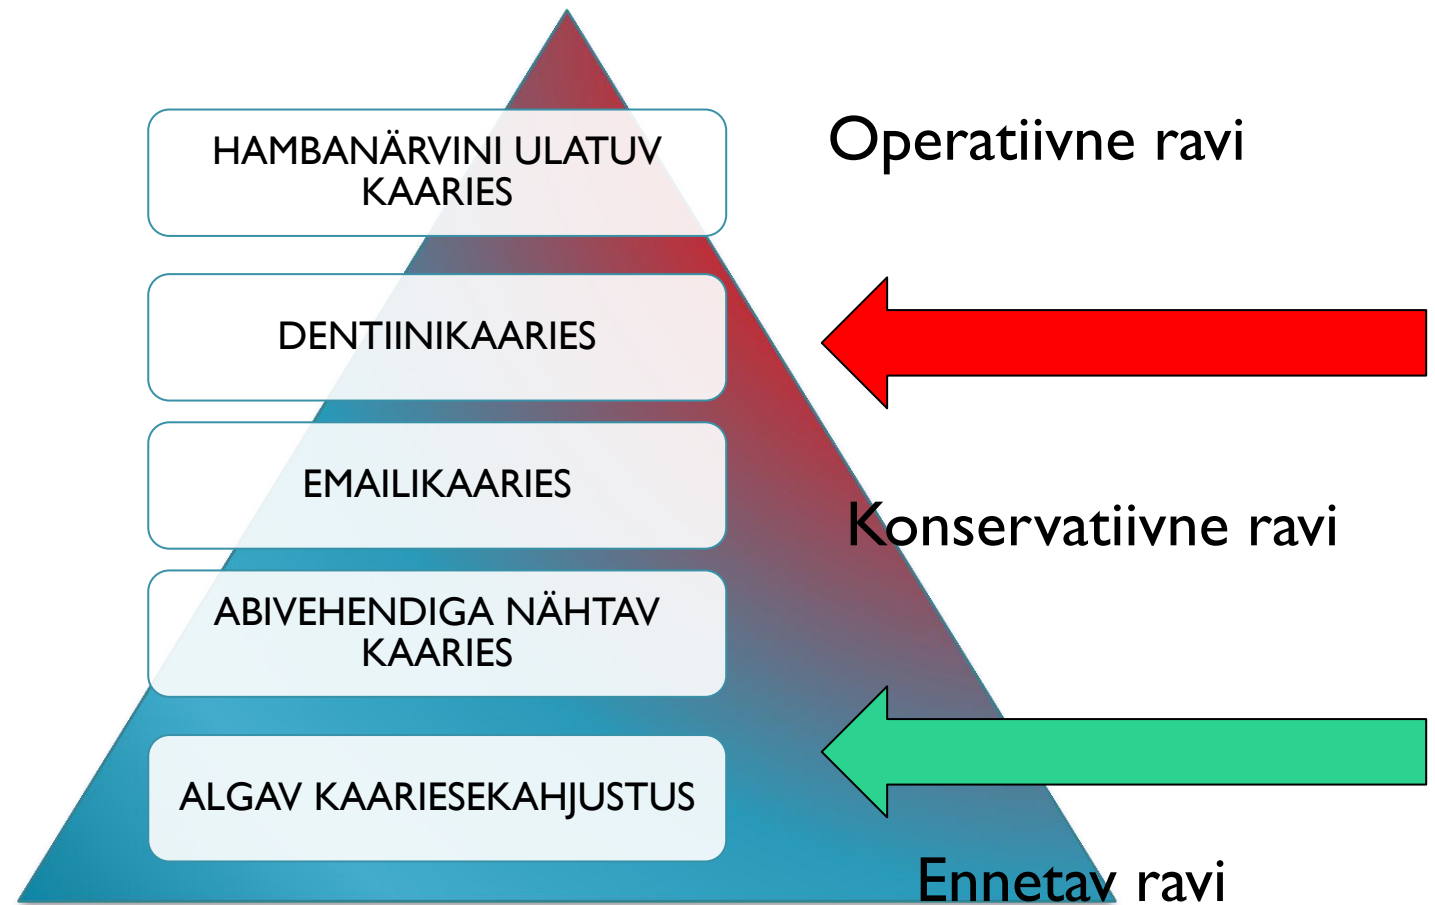 HAMBANÄRVINI ULATUV
KAARIES
Operatiivne ravi
DENTIINIKAARIES
EMAILIKAARIES
Konservatiivne ravi
ABIVEHENDIGA NÄHTAV
KAARIES
ALGAV KAARIESEKAHJUSTUS
Ennetav ravi